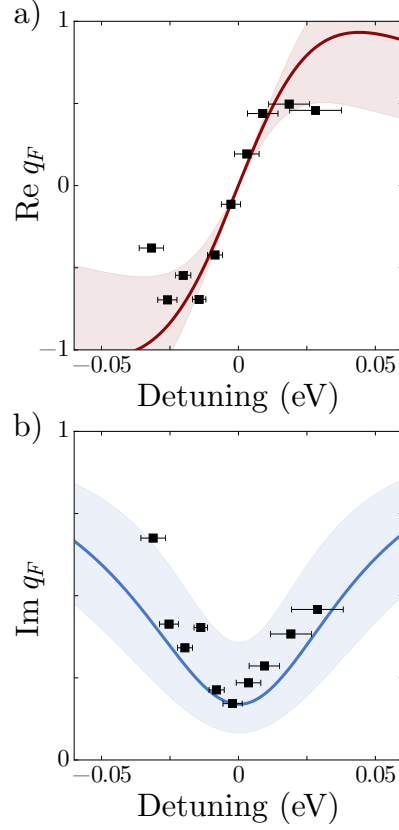 a)
1
0
−1
Re q_F
−0.05
0
0.05
Detuning (eV)
b)
1
0
Im q_F
−0.05
0
0.05
Detuning (eV)